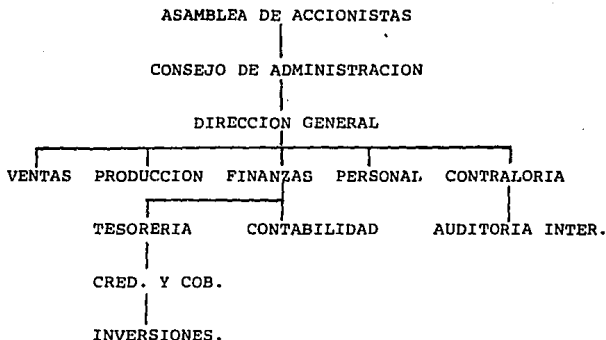 ASAMBLEA DE ACCIONISTAS
CONSEJO DE ADMINISTRACION
DIRECCION GENERAL
VENTAS PRODUCCION FINANZAS PERSONAL CONTRALORIA
TESORERIA CONTABILIDAD AUDITORIA INTER.
CRED. Y COB.
INVERSIONES.